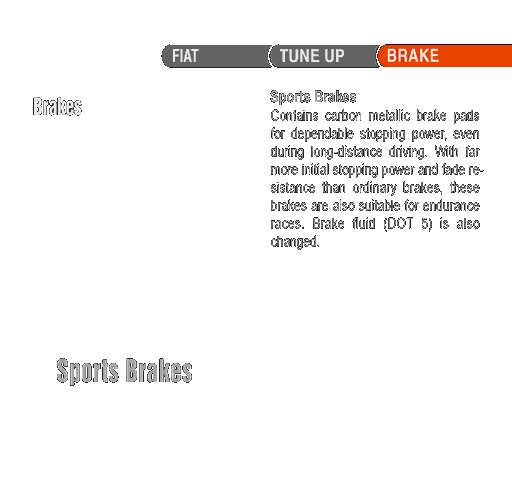 FIAT TUNE UP BRAKE
Brakes
Sports Brakes
Contains carbon metallic brake pads
for dependable stopping power, even
during long-distance driving. With far
more initial stopping power and fade re-
sistance than ordinary brakes, these
brakes are also suitable for endurance
races. Brake fluid (DOT 5) is also
changed.
Sports Brakes